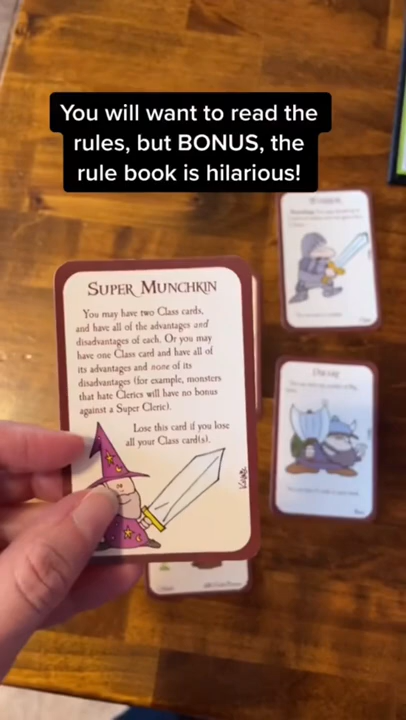 You will want to read the
rules, but BONUS, the
rule book is hilarious!
SUPER MUNCHKIN
You may have two Class cards,
and have all of the advantages and
disadvantages of each. Or you may
have one Class card and have all of
its advantages and none of its
disadvantages (for example, monsters
that hate Clerics will have no bonus
against a Super Cleric).
Lose this card if you lose
all your Class card(s).